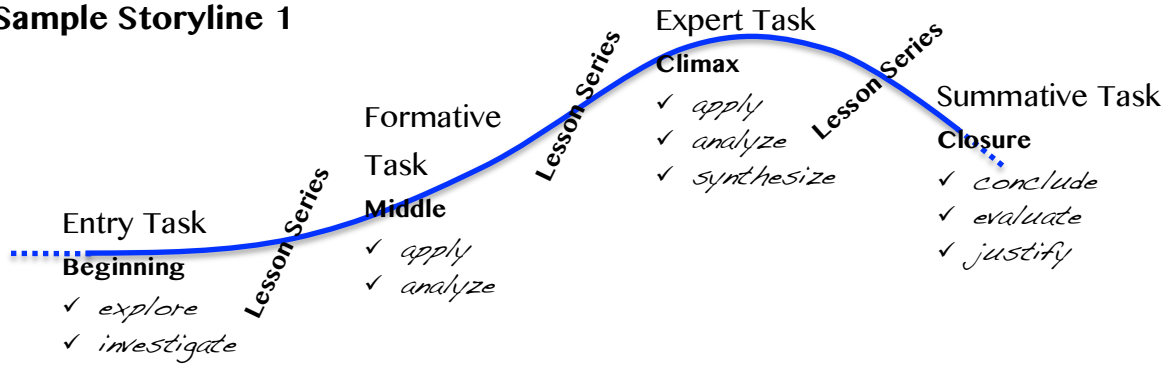 Sample Storyline 1
Entry Task
Beginning
✓ explore
✓ investigate
Lesson Series
Formative
Task
Middle
✓ apply
✓ analyze
Lesson Series
Expert Task
Climax
✓ apply
✓ analyze
✓ synthesize
Lesson Series
Summative Task
Closure
✓ conclude
✓ evaluate
✓ justify